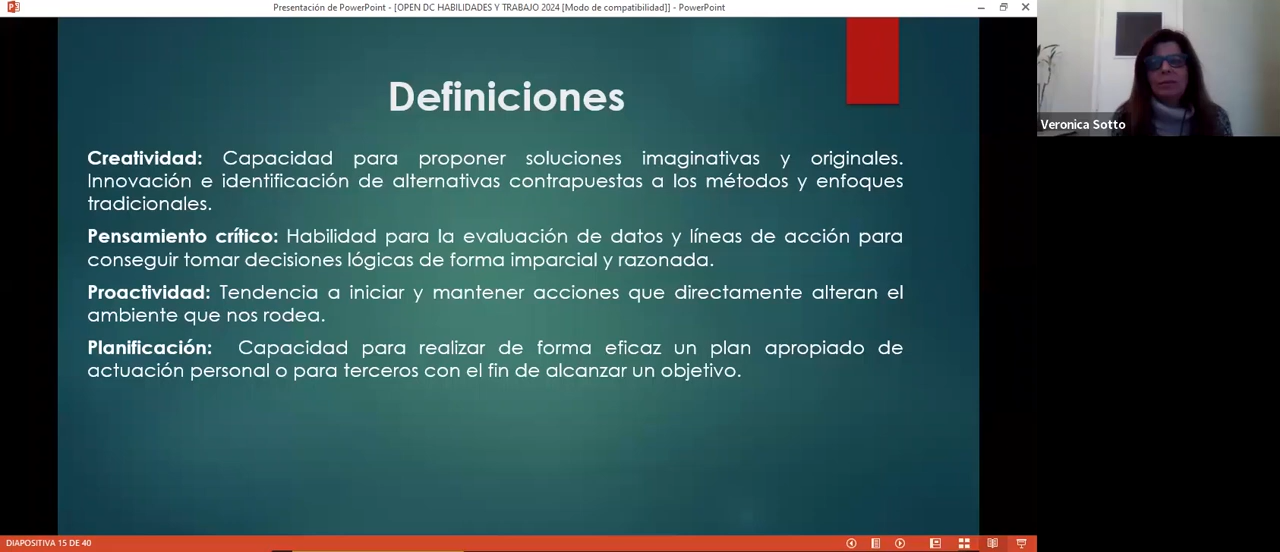 Presentación de PowerPoint - [OPEN DC HABILIDADES Y TRABAJO 2024 [Modo de compatibilidad]] - PowerPoint
Definiciones
Creatividad: Capacidad para proponer soluciones imaginativas y originales.
Innovación e identificación de alternativas contrapuestas a los métodos y enfoques
tradicionales.
Pensamiento crítico: Habilidad para la evaluación de datos y líneas de acción para
conseguir tomar decisiones lógicas de forma imparcial y razonada.
Proactividad: Tendencia a iniciar y mantener acciones que directamente alteran el
ambiente que nos rodea.
Planificación: Capacidad para realizar de forma eficaz un plan apropiado de
actuación personal o para terceros con el fin de alcanzar un objetivo.
Veronica Sotto
DIAPOSITIVA 15 DE 40